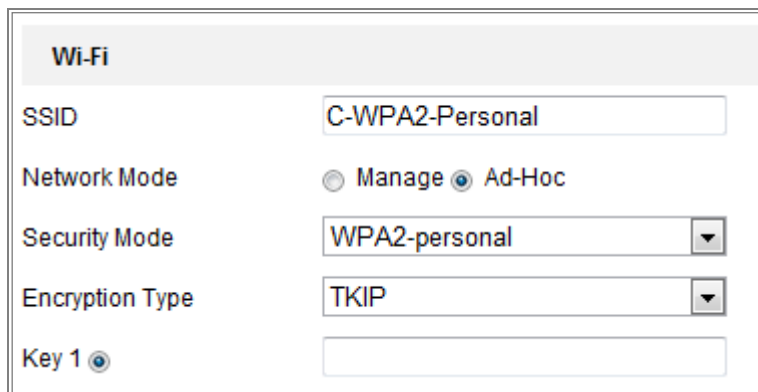 Wi-Fi
SSID C-WPA2-Personal
Network Mode Manage Ad-Hoc
Security Mode WPA2-personal
Encryption Type TKIP
Key 1